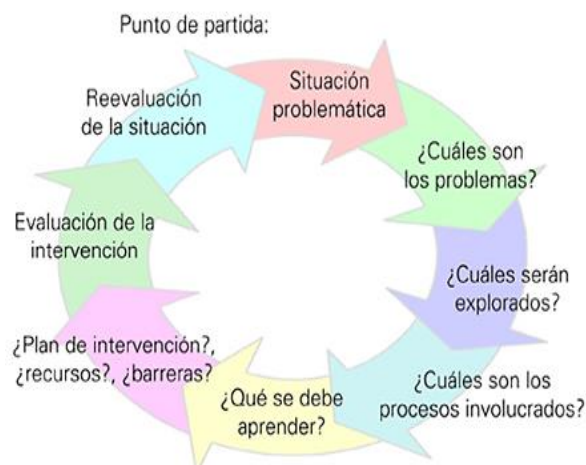 Punto de partida:
Situación
problemática
¿Cuáles son
los problemas?
¿Cuáles serán
explorados?
¿Cuáles son los
procesos involucrados?
¿Qué se debe
aprender?
¿Plan de intervención?,
¿recursos?, ¿barreras?
Evaluación de la
intervención
Reevaluación
de la situación